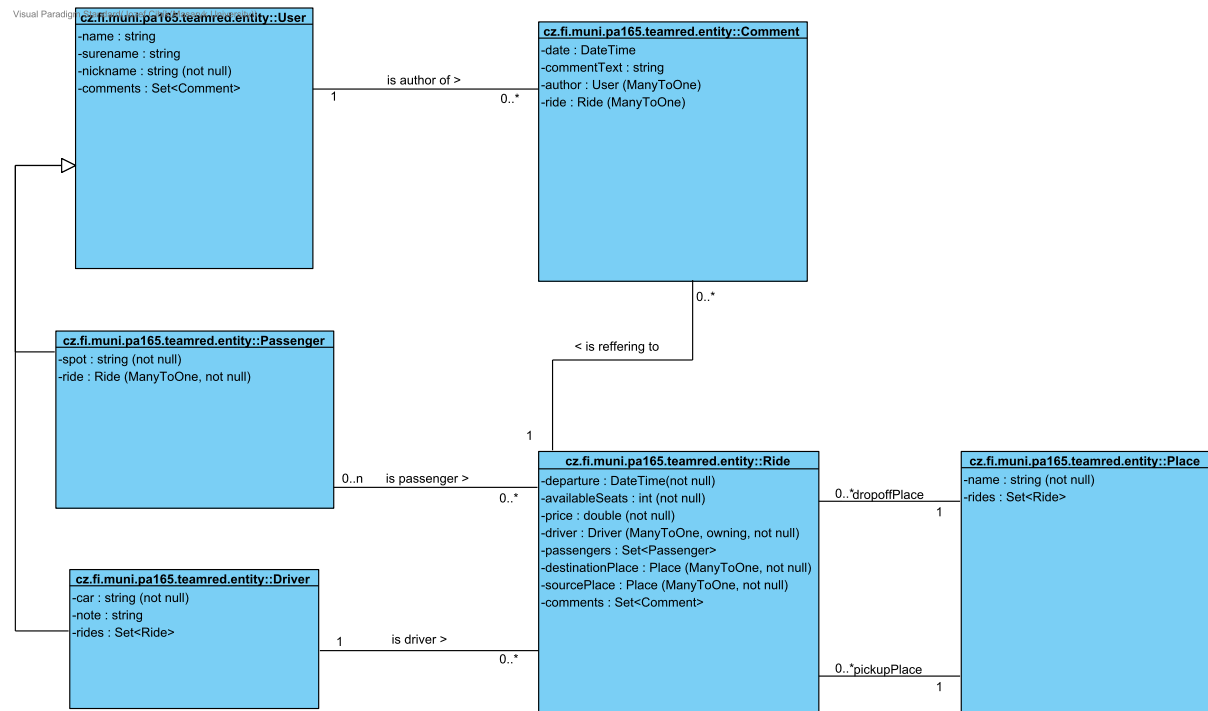 Visual Paradigm Standard(Jozef Cibík(Masaryk University))
cz.fi.muni.pa165.teamred.entity::User
-name : string
-surename : string
-nickname : string (not null)
-comments : Set<Comment>
is author of >
1
0..*
cz.fi.muni.pa165.teamred.entity::Comment
-date : DateTime
-commentText : string
-author : User (ManyToOne)
-ride : Ride (ManyToOne)
0..*
< is reffering to
1
cz.fi.muni.pa165.teamred.entity::Passenger
-spot : string (not null)
-ride : Ride (ManyToOne, not null)
0..n
is passenger >
0..*
cz.fi.muni.pa165.teamred.entity::Ride
-departure : DateTime(not null)
-availableSeats : int (not null)
-price : double (not null)
-driver : Driver (ManyToOne, owning, not null)
-passengers : Set<Passenger>
-destinationPlace : Place (ManyToOne, not null)
-sourcePlace : Place (ManyToOne, not null)
-comments : Set<Comment>
0..*
dropoffPlace
1
cz.fi.muni.pa165.teamred.entity::Place
-name : string (not null)
-rides : Set<Ride>
cz.fi.muni.pa165.teamred.entity::Driver
-car : string (not null)
-note : string
-rides : Set<Ride>
1
is driver >
0..*
0..*
pickupPlace
1